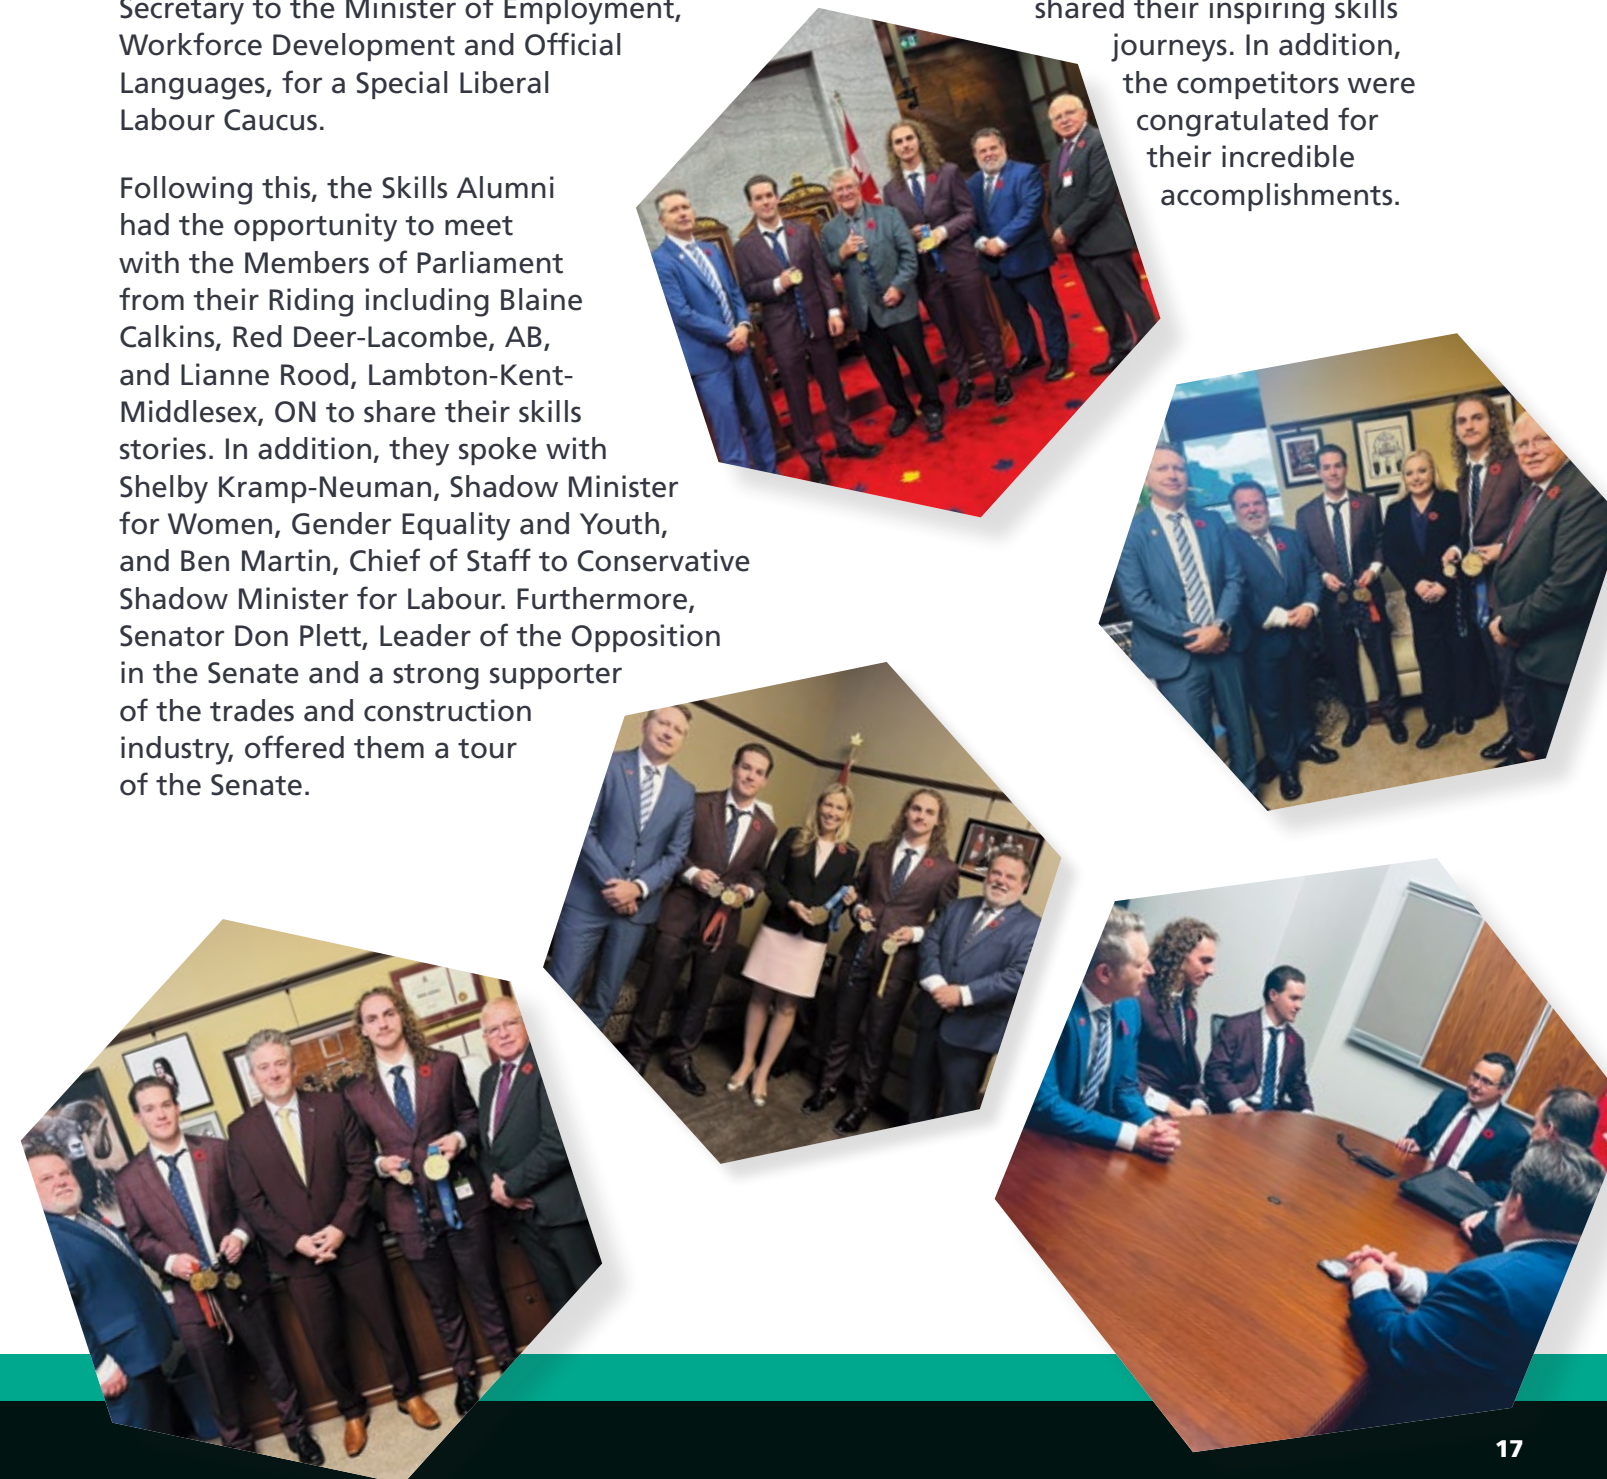 Secretary to the Minister of Employment,
Workforce Development and Official
Languages, for a Special Liberal
Labour Caucus.
Following this, the Skills Alumni
had the opportunity to meet
with the Members of Parliament
from their Riding including Blaine
Calkins, Red Deer-Lacombe, AB,
and Lianne Rood, Lambton-Kent-
Middlesex, ON to share their skills
stories. In addition, they spoke with
Shelby Kramp-Neuman, Shadow Minister
for Women, Gender Equality and Youth,
and Ben Martin, Chief of Staff to Conservative
Shadow Minister for Labour. Furthermore,
Senator Don Plett, Leader of the Opposition
in the Senate and a strong supporter
of the trades and construction
industry, offered them a tour
of the Senate.
shared their inspiring skills
journeys. In addition,
the competitors were
congratulated for
their incredible
accomplishments.
17